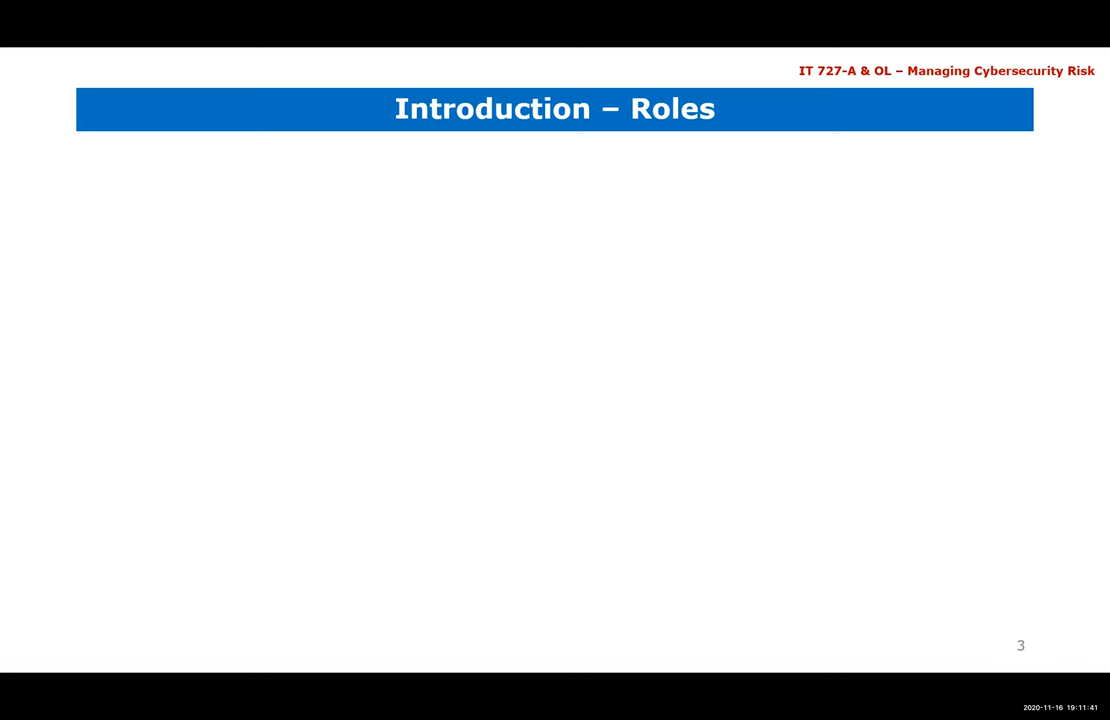 IT 727-A & OL – Managing Cybersecurity Risk
Introduction – Roles
3
2020-11-16 19:11:41